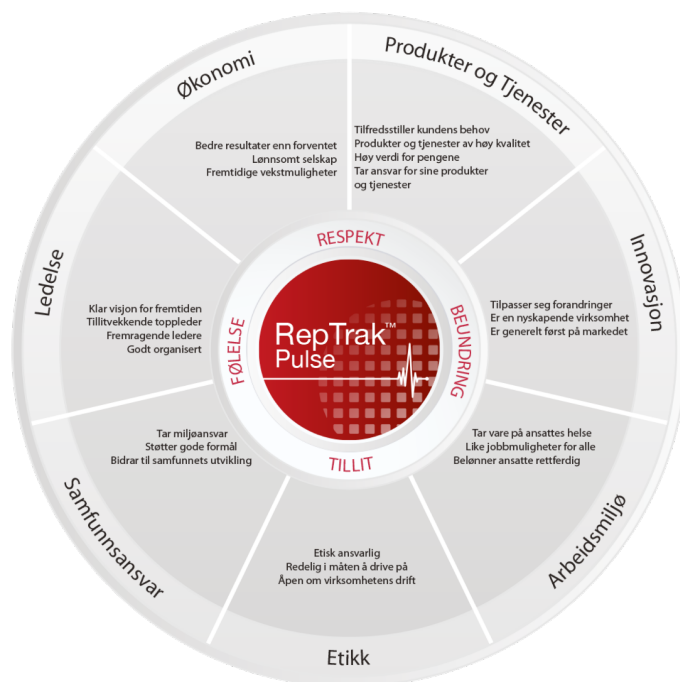 Økonomi
Bedre resultater enn forventet
Lønnsomt selskap
Fremtidige vekstmuligheter
Produkter og Tjenester
Tilfredsstiller kundens behov
Produkter og tjenester av høy kvalitet
Høy verdi for pengene
Tar ansvar for sine produkter
og tjenester
Innovasjon
Tilpasser seg forandringer
Er en nyskapende virksomhet
Er generelt først på markedet
Arbeidsmiljø
Tar vare på ansattes helse
Like jobbmuligheter for alle
Belønner ansatte rettferdig
Etikk
Etisk ansvarlig
Redelig i måten å drive på
Åpen om virksomhetens drift
Samfunnsansvar
Tar miljøansvar
Støtter gode formål
Bidrar til samfunnets utvikling
Ledelse
Klar visjon for fremtiden
Tillitvekkende toppleder
Fremragende ledere
Godt organisert
RESPEKT
BEUNDRING
TILLIT
FØLELSE
RepTrak™
Pulse